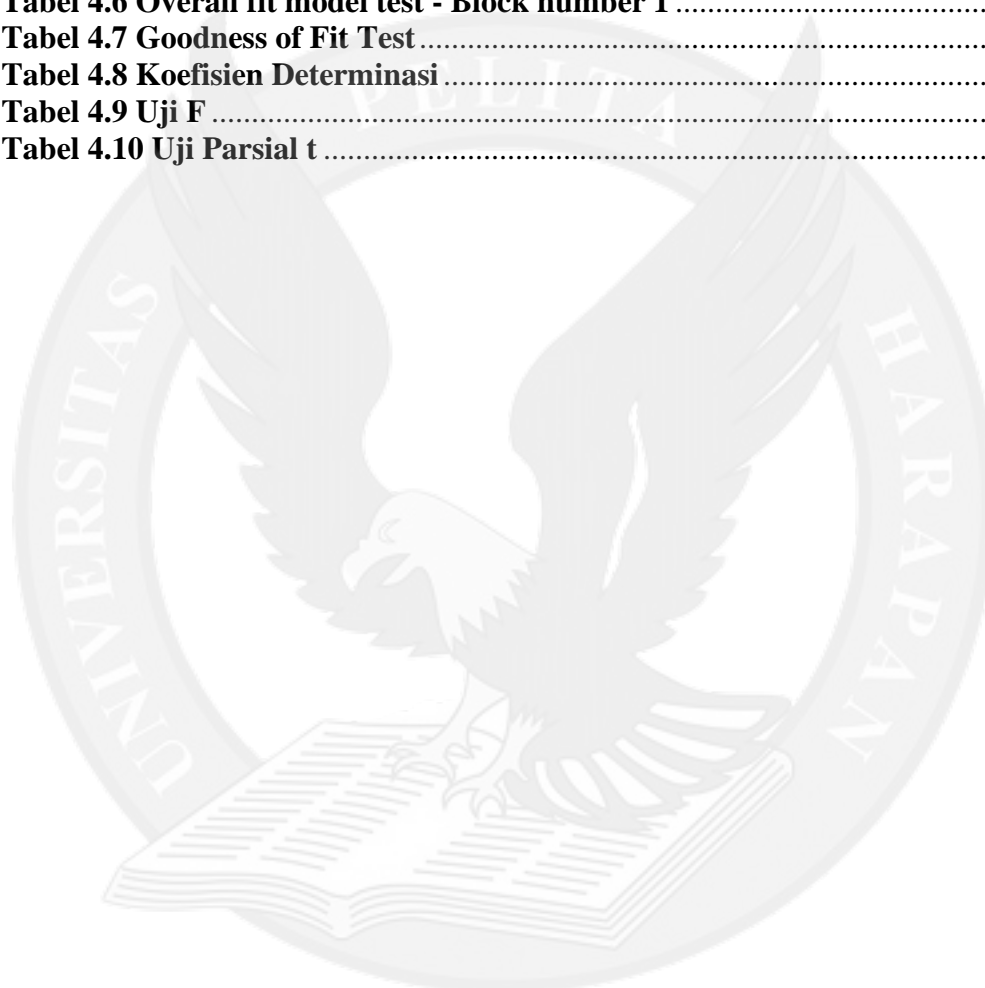 Tabel 4.6 Overall fit model test - Block number 1 ........................................
Tabel 4.7 Goodness of Fit Test ........................................
Tabel 4.8 Koefisien Determinasi ........................................
Tabel 4.9 Uji F ........................................
Tabel 4.10 Uji Parsial t ........................................
UNIVERSITAS PELITA HARAPAN